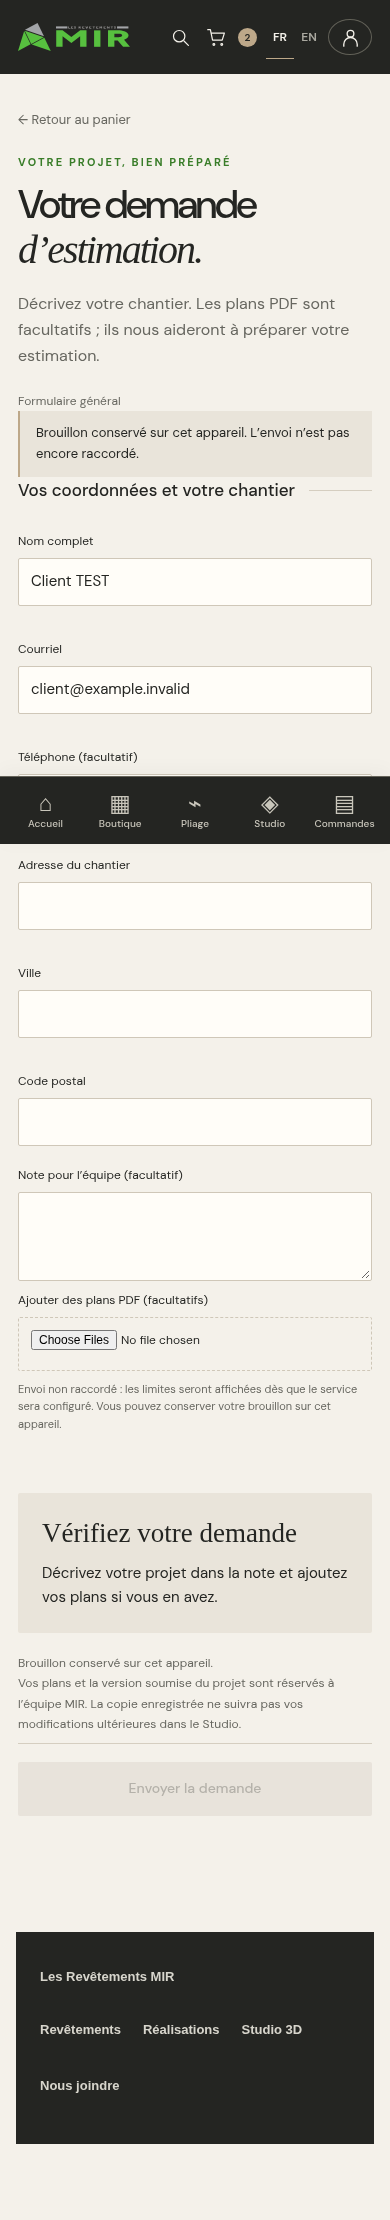 LES REVÊTEMENTS
MIR
2
FR
EN
← Retour au panier
VOTRE PROJET, BIEN PRÉPARÉ
Votre demande
d’estimation.
Décrivez votre chantier. Les plans PDF sont
facultatifs ; ils nous aideront à préparer votre
estimation.
Formulaire général
Brouillon conservé sur cet appareil. L’envoi n’est pas
encore raccordé.
Vos coordonnées et votre chantier
Nom complet
Client TEST
Courriel
client@example.invalid
Téléphone (facultatif)
Accueil
Boutique
Pliage
Studio
Commandes
Adresse du chantier
Ville
Code postal
Note pour l’équipe (facultatif)
Ajouter des plans PDF (facultatifs)
Choose Files No file chosen
Envoi non raccordé : les limites seront affichées dès que le service
sera configuré. Vous pouvez conserver votre brouillon sur cet
appareil.
Vérifiez votre demande
Décrivez votre projet dans la note et ajoutez
vos plans si vous en avez.
Brouillon conservé sur cet appareil.
Vos plans et la version soumise du projet sont réservés à
l’équipe MIR. La copie enregistrée ne suivra pas vos
modifications ultérieures dans le Studio.
Envoyer la demande
Les Revêtements MIR
Revêtements Réalisations Studio 3D
Nous joindre